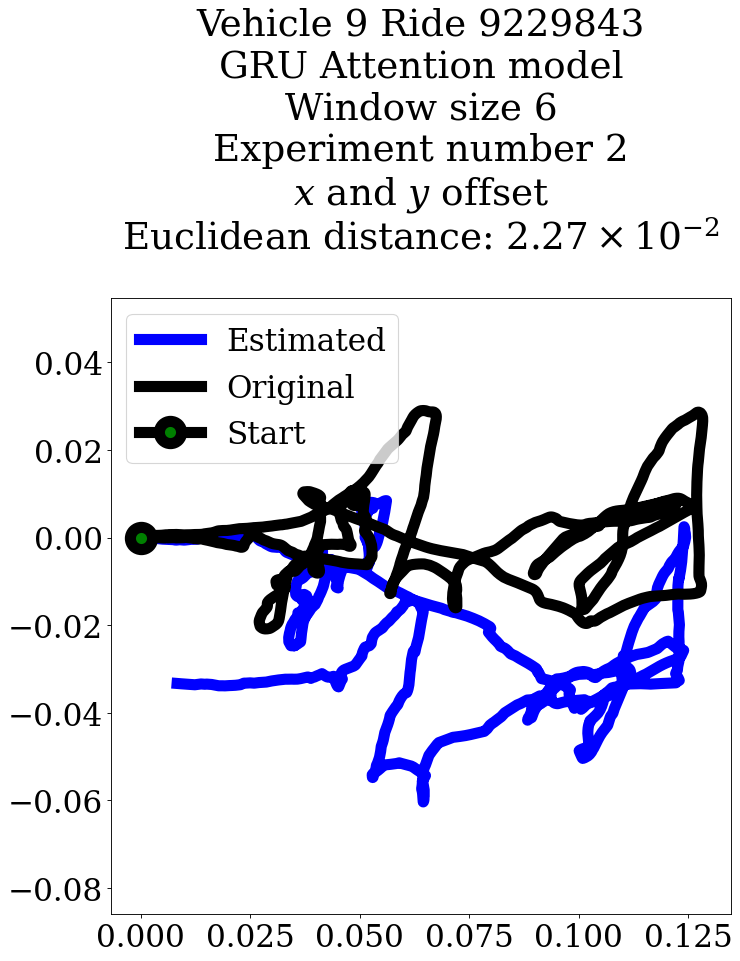 Vehicle 9 Ride 9229843
GRU Attention model
Window size 6
Experiment number 2
x and y offset
Euclidean distance: 2.27 × 10⁻²
Estimated
Original
Start
0.04
0.02
0.00
−0.02
−0.04
−0.06
−0.08
0.000 0.025 0.050 0.075 0.100 0.125